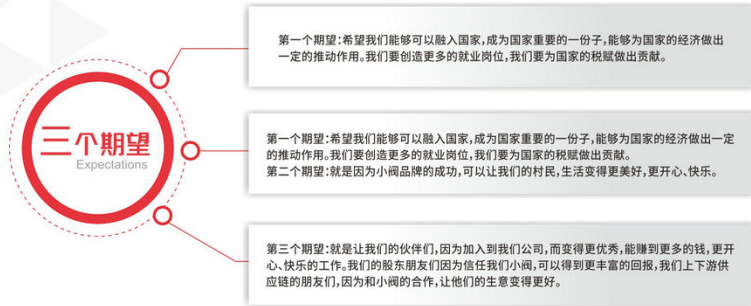 三个期望
Expectations
第一个期望:希望我们能够可以融入国家,成为国家重要的一份子,能够为国家的经济做出
一定的推动作用。我们要创造更多的就业岗位,我们要为国家的税赋做出贡献。
第一个期望:希望我们能够可以融入国家,成为国家重要的一份子,能够为国家的经济做出一定
的推动作用。我们要创造更多的就业岗位,我们要为国家的税赋做出贡献。
第二个期望:就是因为小阀品牌的成功,可以让我们的村民,生活变得更美好,更开心、快乐。
第三个期望:就是让我们的伙伴们,因为加入到我们公司,而变得更优秀,能赚到更多的钱,更开
心、快乐的工作。我们的股东朋友们因为信任我们小阀,可以得到更丰富的回报,我们上下游供
应链的朋友们,因为和小阀的合作,让他们的生意变得更好。